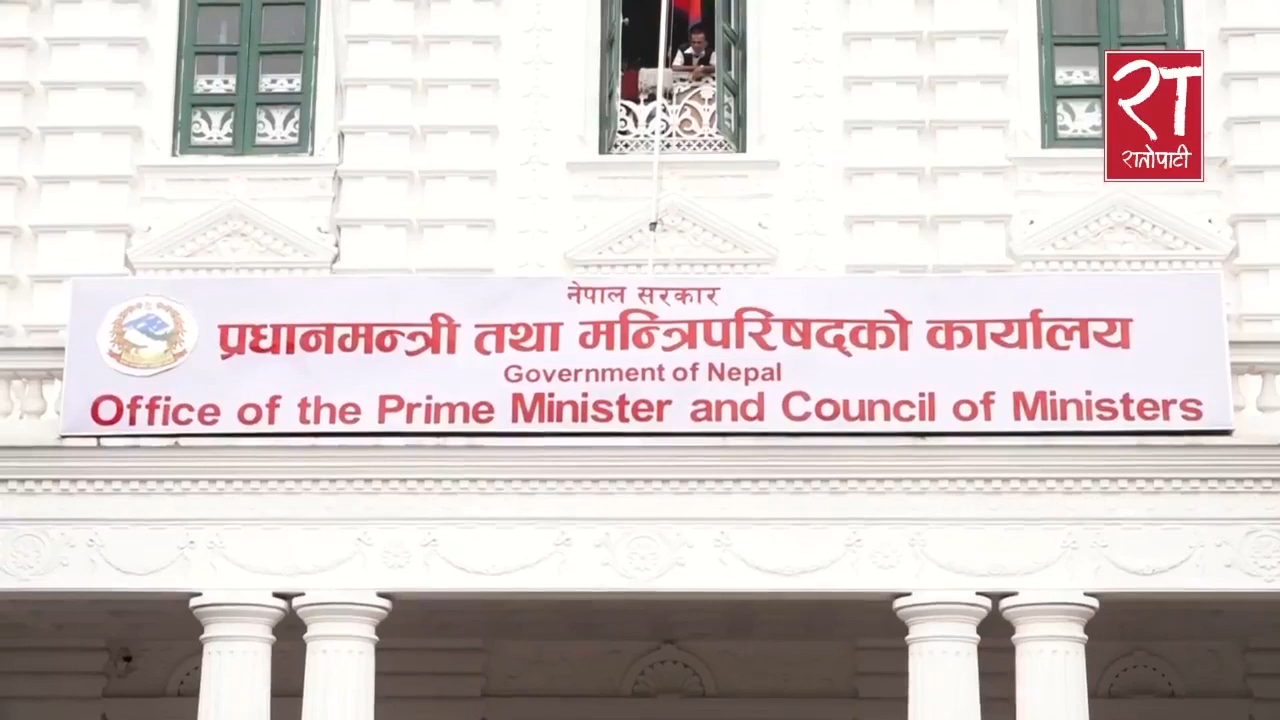 रा
रातोपाटी
नेपाल सरकार
प्रधानमन्त्री तथा मन्त्रिपरिषद्को कार्यालय
Government of Nepal
Office of the Prime Minister and Council of Ministers